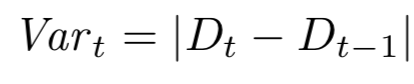 Var_t = |D_t − D_{t−1}|